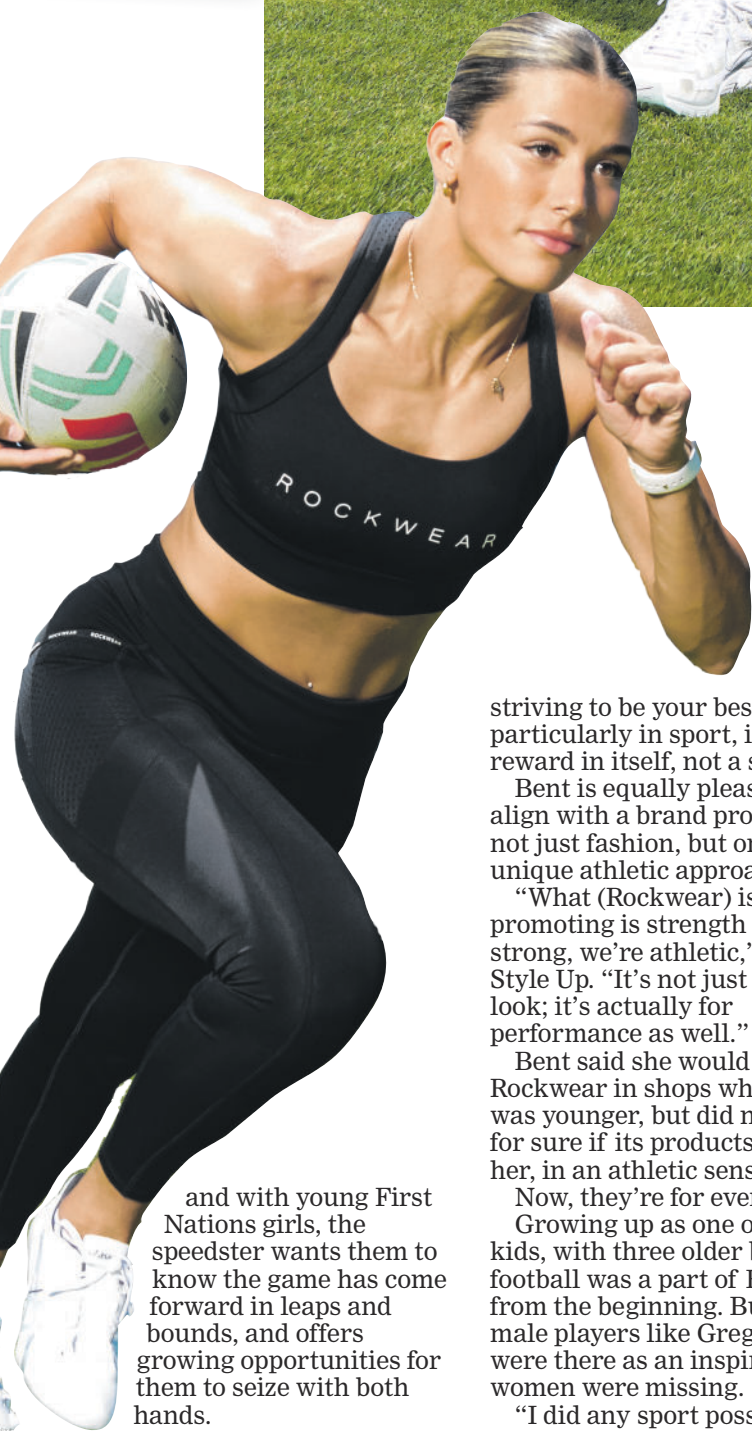 ROCKWEAR
ROCKWEAR ROCKWEAR
and with young First
Nations girls, the
speedster wants them to
know the game has come
forward in leaps and
bounds, and offers
growing opportunities for
them to seize with both
hands.
striving to be your bes
particularly in sport, i
reward in itself, not a s
Bent is equally pleas
align with a brand pro
not just fashion, but or
unique athletic approa
“What (Rockwear) is
promoting is strength
strong, we’re athletic,’
Style Up. “It’s not just
look; it’s actually for
performance as well.”
Bent said she would
Rockwear in shops wh
was younger, but did n
for sure if its products
her, in an athletic sens
Now, they’re for ever
Growing up as one o
kids, with three older b
football was a part of
from the beginning. Bu
male players like Greg
were there as an inspir
women were missing.
“I did any sport poss